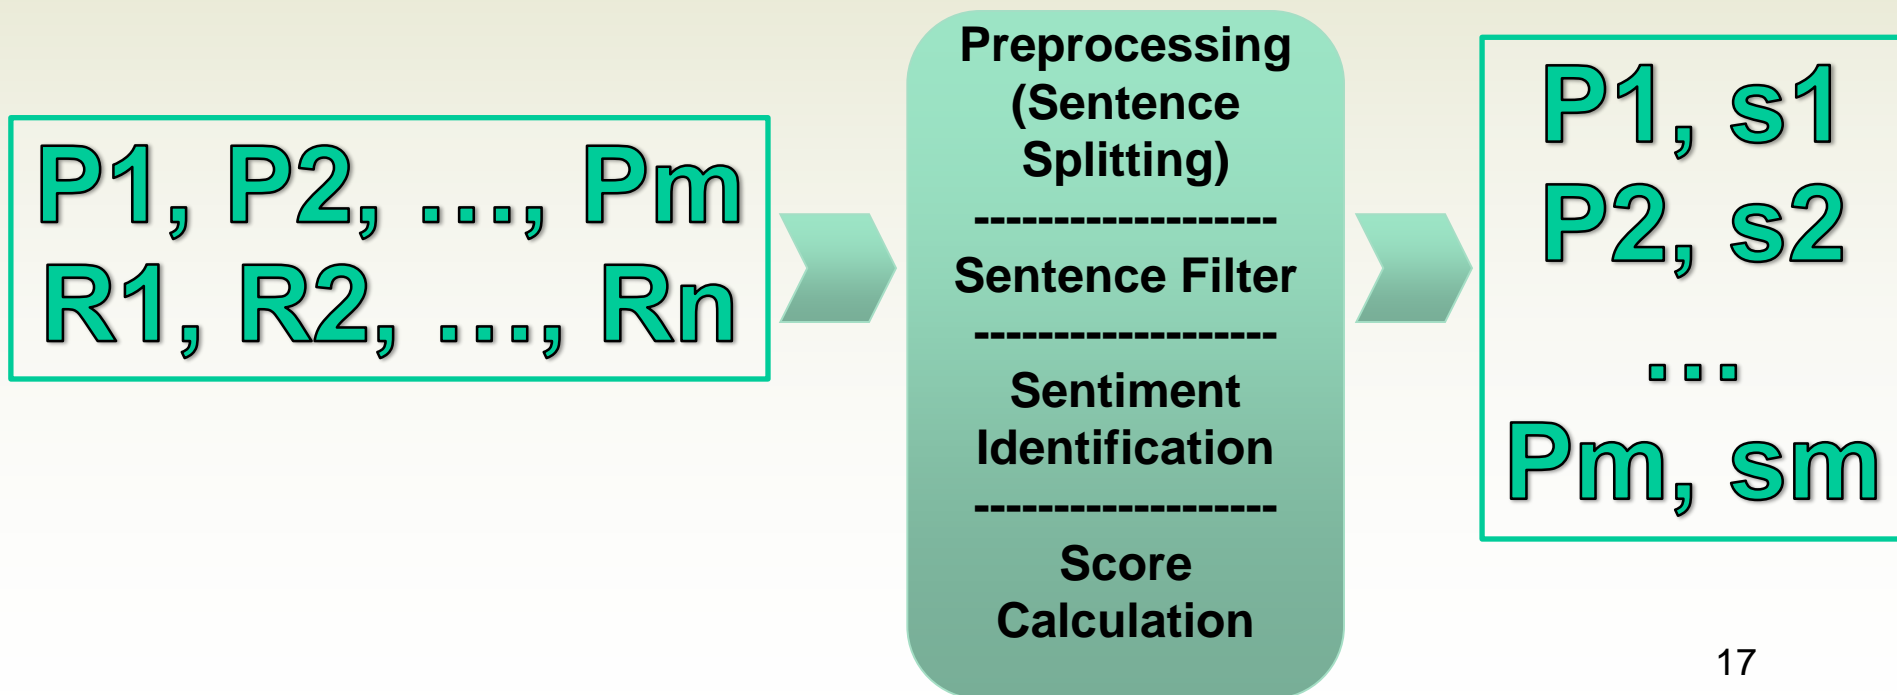 P1, P2, ..., Pm
R1, R2, ..., Rn
Preprocessing
(Sentence
Splitting)
-------------------
Sentence Filter
-------------------
Sentiment
Identification
-------------------
Score
Calculation
P1, s1
P2, s2
...
Pm, sm
17